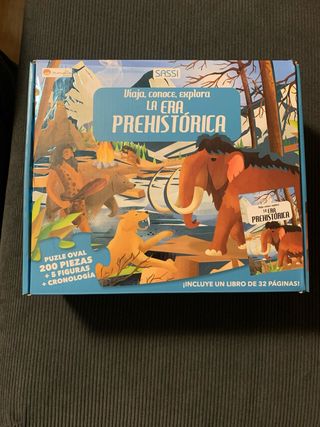 SASSI
Viaja, conoce, explora
LA ERA
PREHISTÓRICA
LA ERA
PREHISTÓRICA
PUZLE OVAL
200 PIEZAS
+ 5 FIGURAS
+ CRONOLOGÍA
¡INCLUYE UN LIBRO DE 32 PÁGINAS!